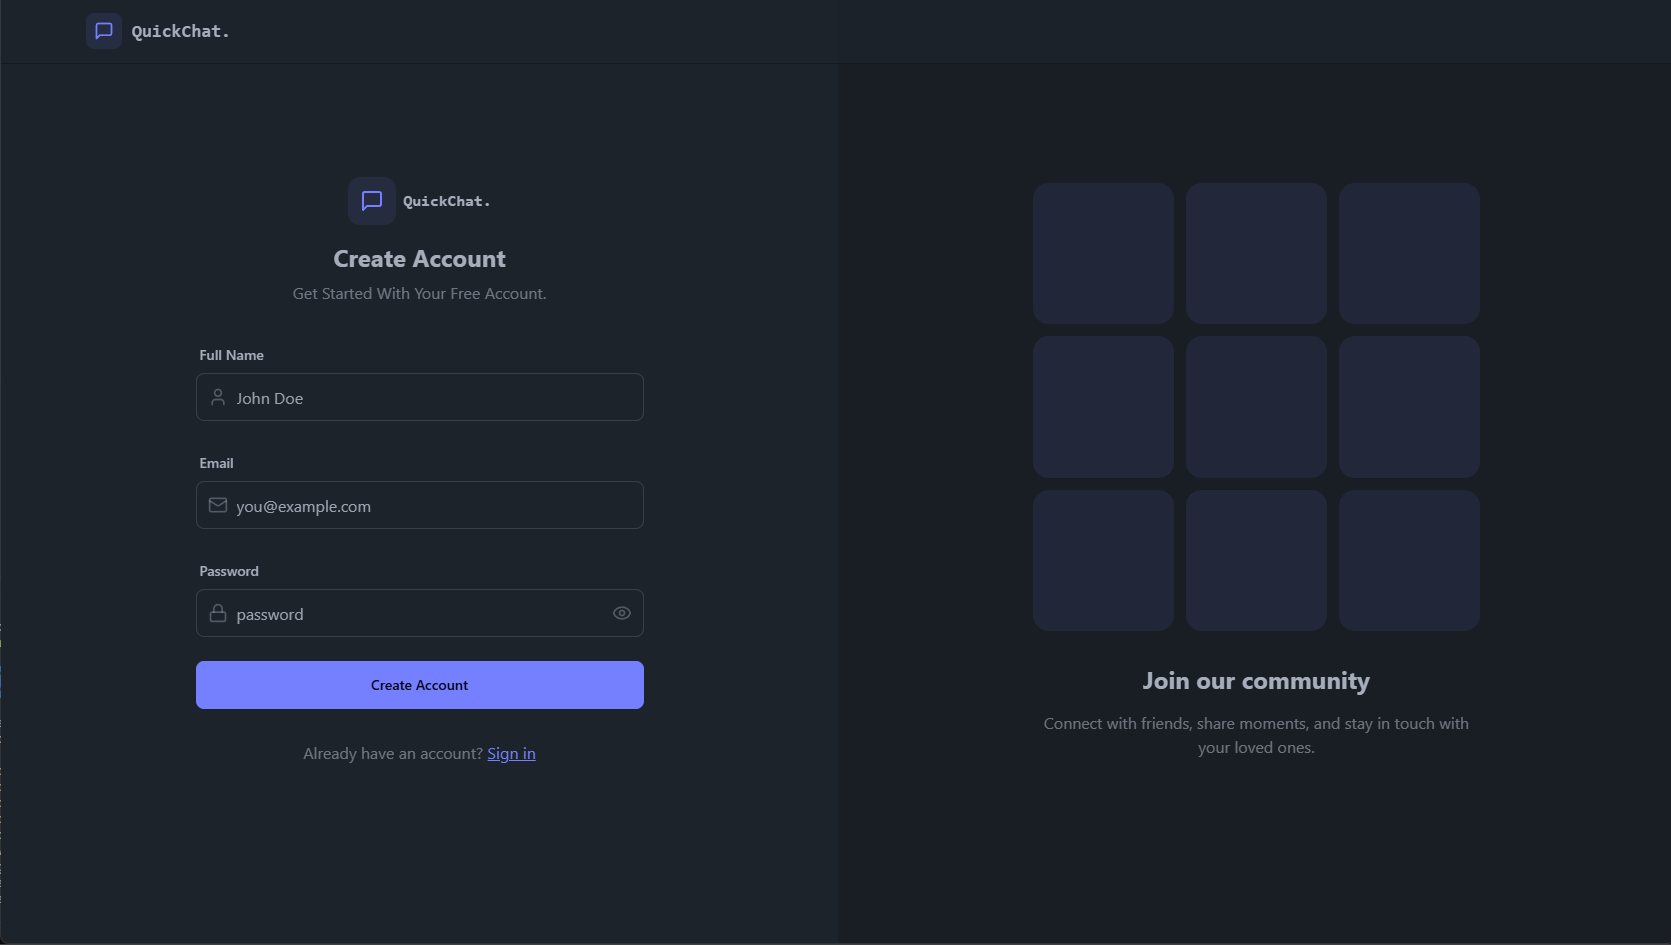 QuickChat.
QuickChat.
Create Account
Get Started With Your Free Account.
Full Name
John Doe
Email
you@example.com
Password
password
Create Account
Already have an account? Sign in
Join our community
Connect with friends, share moments, and stay in touch with
your loved ones.